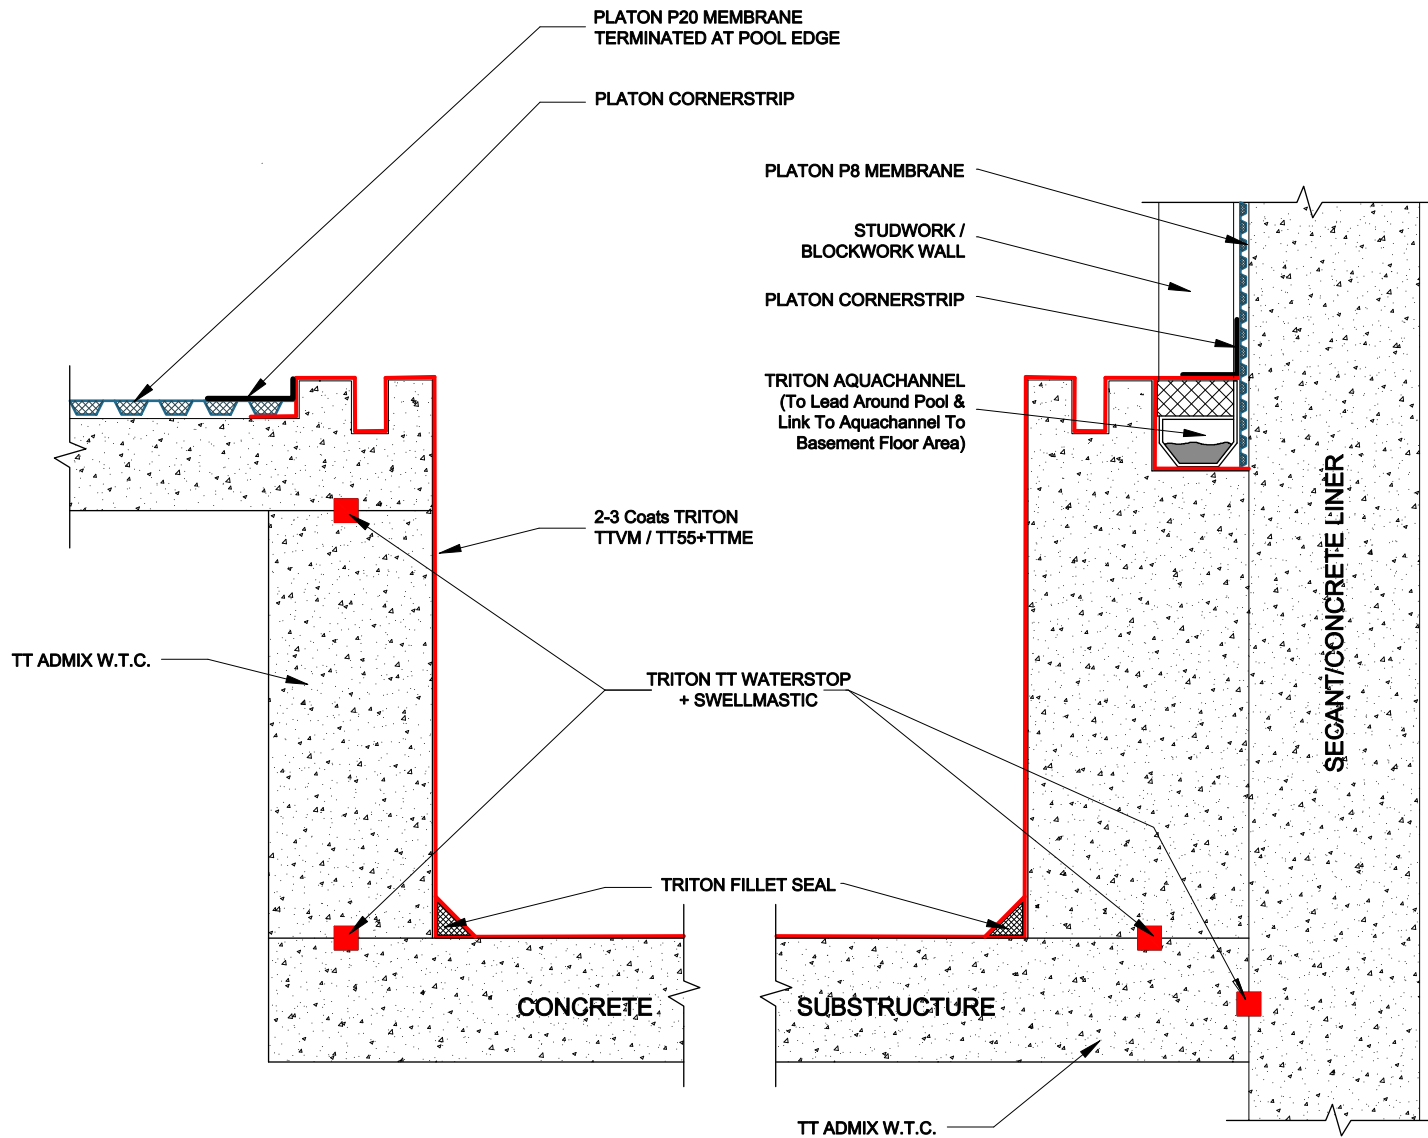 PLATON P20 MEMBRANE
TERMINATED AT POOL EDGE
PLATON CORNERSTRIP
PLATON P8 MEMBRANE
STUDWORK /
BLOCKWORK WALL
PLATON CORNERSTRIP
TRITON AQUACHANNEL
(To Lead Around Pool &
Link To Aquachannel To
Basement Floor Area)
SECANT/CONCRETE LINER
2-3 Coats TRITON
TTVM / TT55+TTME
TT ADMIX W.T.C.
TRITON TT WATERSTOP
+ SWELLMASTIC
TRITON FILLET SEAL
CONCRETE
SUBSTRUCTURE
TT ADMIX W.T.C.